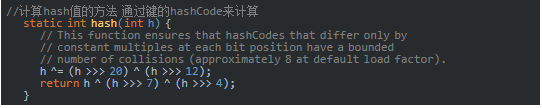 //计算hash值的方法 通过键的hashCode来计算
static int hash(int h) {
// This function ensures that hashCodes that differ only by
// constant multiples at each bit position have a bounded
// number of collisions (approximately 8 at default load factor).
h ^= (h >>> 20) ^ (h >>> 12);
return h ^ (h >>> 7) ^ (h >>> 4);
}